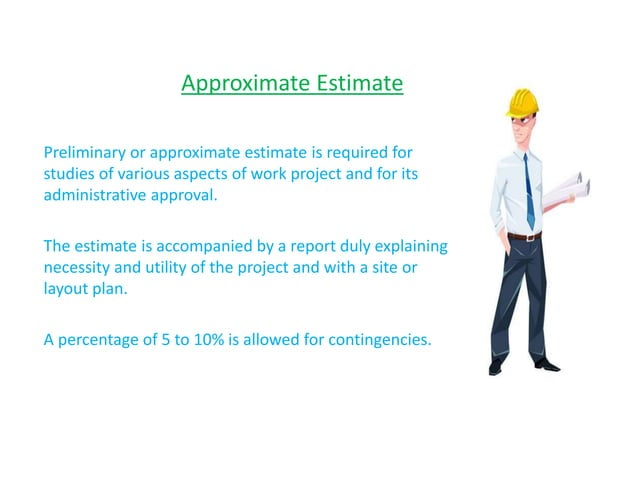 Approximate Estimate
Preliminary or approximate estimate is required for
studies of various aspects of work project and for its
administrative approval.
The estimate is accompanied by a report duly explaining
necessity and utility of the project and with a site or
layout plan.
A percentage of 5 to 10% is allowed for contingencies.